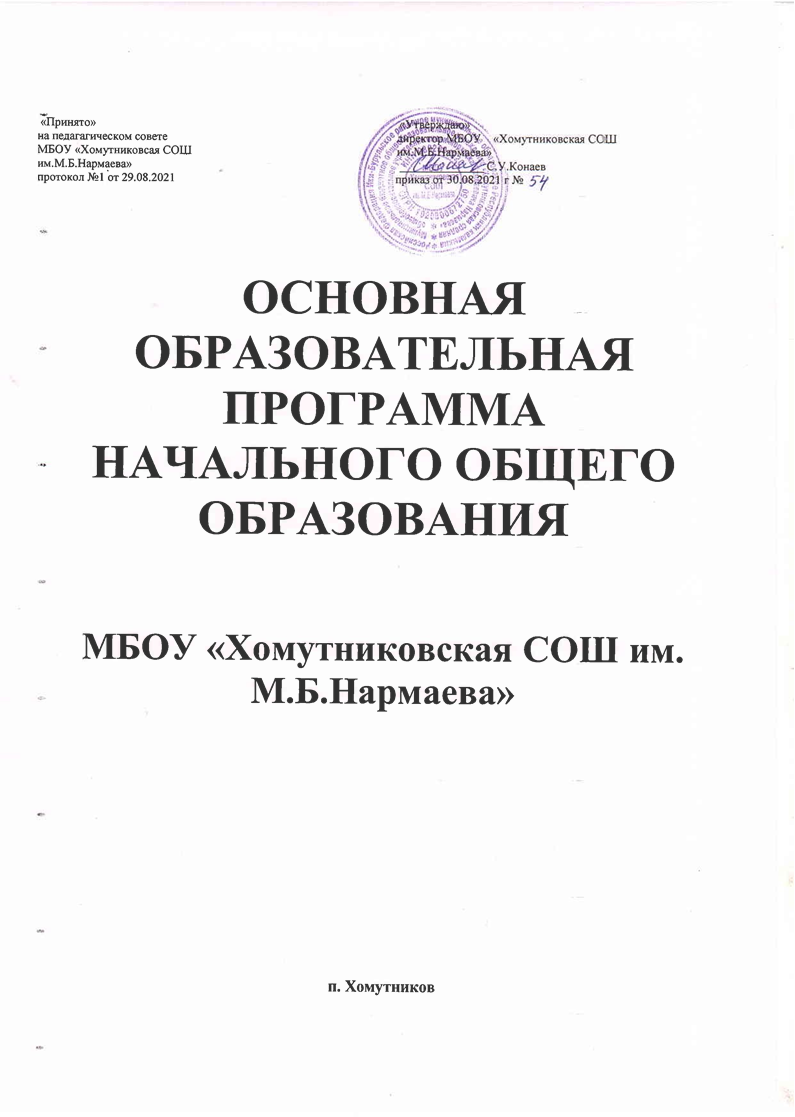 «Принято»
на педагагическом совете
МБОУ «Хомутниковсая СОШ
им.М.Б.Нармаева»
протокол №1 от 29.08.2021
«Утверждаю»
директор МБОУ «Хомутниковская СОШ
им.М.Б.Нармаева»
С.У.Конаев
приказ от 30.08.2021 г № 54
ОСНОВНАЯ
ОБРАЗОВАТЕЛЬНАЯ
ПРОГРАММА
НАЧАЛЬНОГО ОБЩЕГО
ОБРАЗОВАНИЯ
МБОУ «Хомутниковская СОШ им.
М.Б.Нармаева»
п. Хомутников